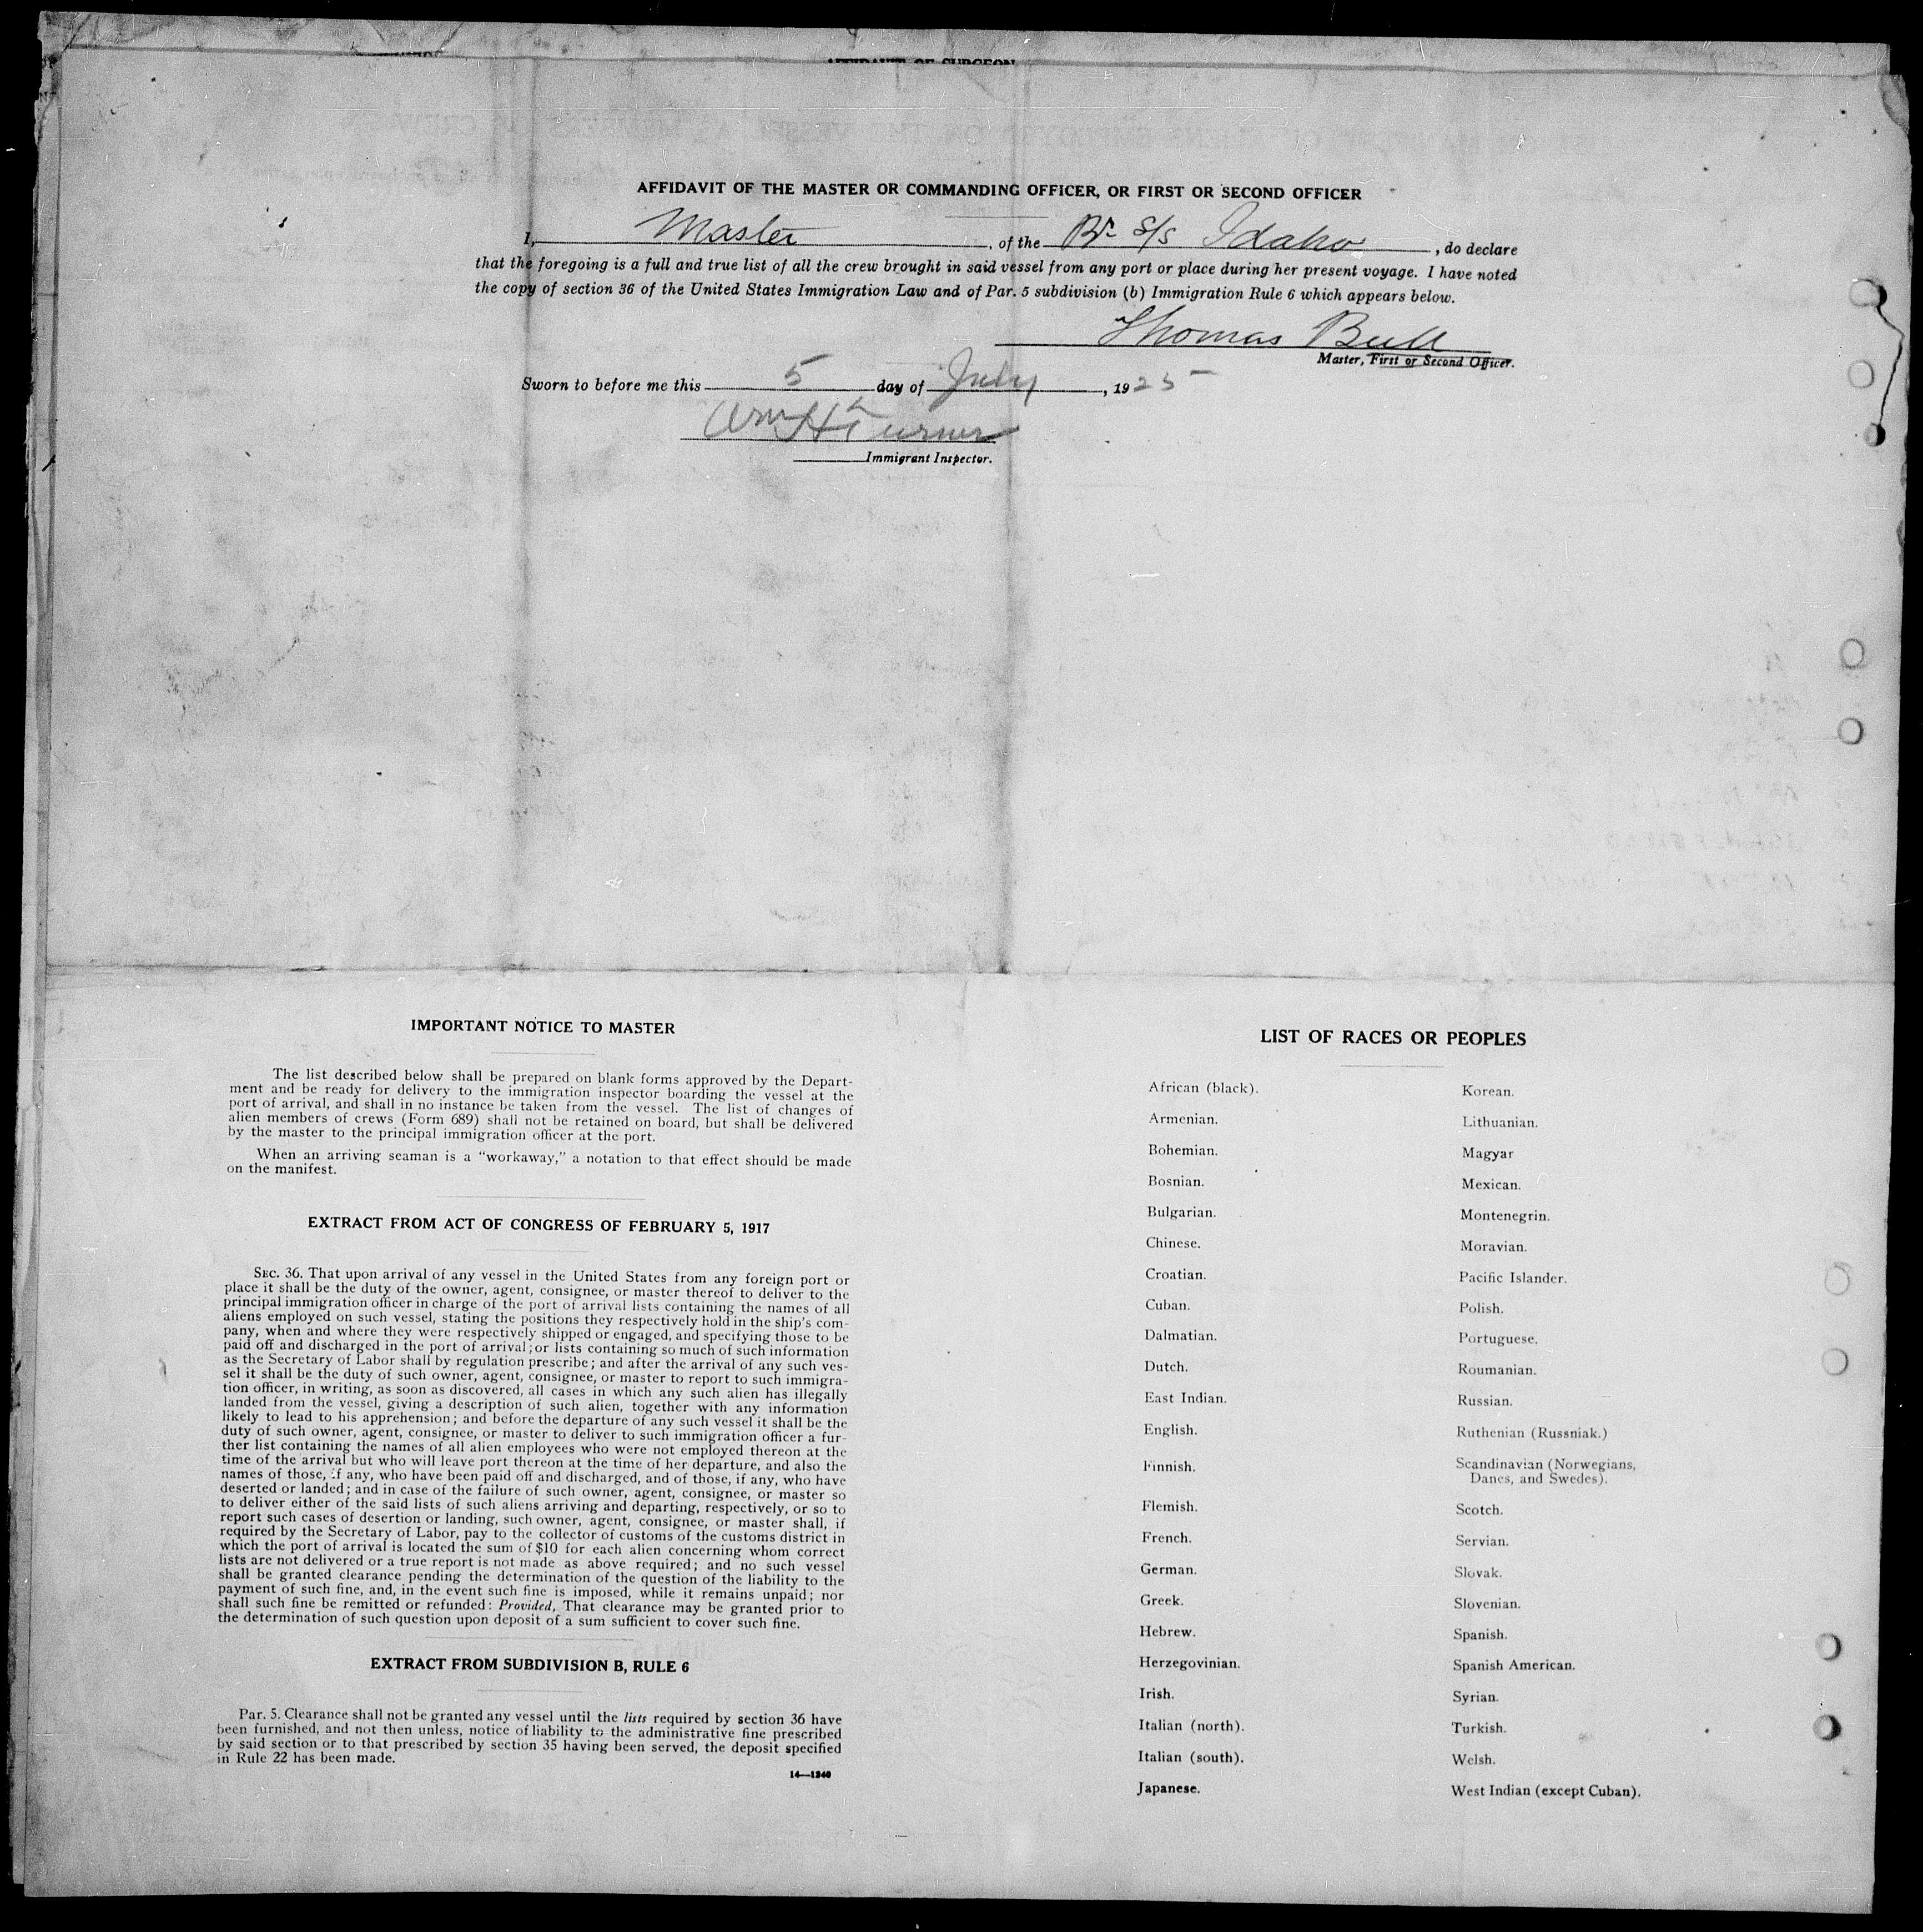 AFFIDAVIT OF SURGEON
AFFIDAVIT OF THE MASTER OR COMMANDING OFFICER, OR FIRST OR SECOND OFFICER
I, Master, of the Br S/S Idaho, do declare
that the foregoing is a full and true list of all the crew brought in said vessel from any port or place during her present voyage. I have noted
the copy of section 36 of the United States Immigration Law and of Par. 5 subdivision (b) Immigration Rule 6 which appears below.
Thomas Bull
Master, First or Second Officer.
Sworn to before me this 5 day of July, 1925
Wm H Turner
Immigrant Inspector.
IMPORTANT NOTICE TO MASTER
The list described below shall be prepared on blank forms approved by the Depart-
ment and be ready for delivery to the immigration inspector boarding the vessel at the
port of arrival, and shall in no instance be taken from the vessel. The list of changes of
alien members of crews (Form 689) shall not be retained on board, but shall be delivered
by the master to the principal immigration officer at the port.
When an arriving seaman is a "workaway," a notation to that effect should be made
on the manifest.
EXTRACT FROM ACT OF CONGRESS OF FEBRUARY 5, 1917
SEC. 36. That upon arrival of any vessel in the United States from any foreign port or
place it shall be the duty of the owner, agent, consignee, or master thereof to deliver to the
principal immigration officer in charge of the port of arrival lists containing the names of all
aliens employed on such vessel, stating the positions they respectively hold in the ship's com-
pany, when and where they were respectively shipped or engaged, and specifying those to be
paid off and discharged in the port of arrival; or lists containing so much of such information
as the Secretary of Labor shall by regulation prescribe; and after the arrival of any such ves-
sel it shall be the duty of such owner, agent, consignee, or master to report to such immigra-
tion officer, in writing, as soon as discovered, all cases in which any such alien has illegally
landed from the vessel, giving a description of such alien, together with any information
likely to lead to his apprehension; and before the departure of any such vessel it shall be the
duty of such owner, agent, consignee, or master to deliver to such immigration officer a fur-
ther list containing the names of all alien employees who were not employed thereon at the
time of the arrival but who will leave port thereon at the time of her departure, and also the
names of those, if any, who have been paid off and discharged, and of those, if any, who have
deserted or landed; and in case of the failure of such owner, agent, consignee, or master so
to deliver either of the said lists of such aliens arriving and departing, respectively, or so to
report such cases of desertion or landing, such owner, agent, consignee, or master shall, if
required by the Secretary of Labor, pay to the collector of customs of the customs district in
which the port of arrival is located the sum of $10 for each alien concerning whom correct
lists are not delivered or a true report is not made as above required; and no such vessel
shall be granted clearance pending the determination of the question of the liability to the
payment of such fine, and, in the event such fine is imposed, while it remains unpaid; nor
shall such fine be remitted or refunded: Provided, That clearance may be granted prior to
the determination of such question upon deposit of a sum sufficient to cover such fine.
EXTRACT FROM SUBDIVISION B, RULE 6
Par. 5. Clearance shall not be granted any vessel until the lists required by section 36 have
been furnished, and not then unless, notice of liability to the administrative fine prescribed
by said section or to that prescribed by section 35 having been served, the deposit specified
in Rule 22 has been made.
14—1240
LIST OF RACES OR PEOPLES
African (black).
Armenian.
Bohemian.
Bosnian.
Bulgarian.
Chinese.
Croatian.
Cuban.
Dalmatian.
Dutch.
East Indian.
English.
Finnish.
Flemish.
French.
German.
Greek.
Hebrew.
Herzegovinian.
Irish.
Italian (north).
Italian (south).
Japanese.
Korean.
Lithuanian.
Magyar
Mexican.
Montenegrin.
Moravian.
Pacific Islander.
Polish.
Portuguese.
Roumanian.
Russian.
Ruthenian (Russniak.)
Scandinavian (Norwegians,
Danes, and Swedes).
Scotch.
Servian.
Slovak.
Slovenian.
Spanish.
Spanish American.
Syrian.
Turkish.
Welsh.
West Indian (except Cuban).